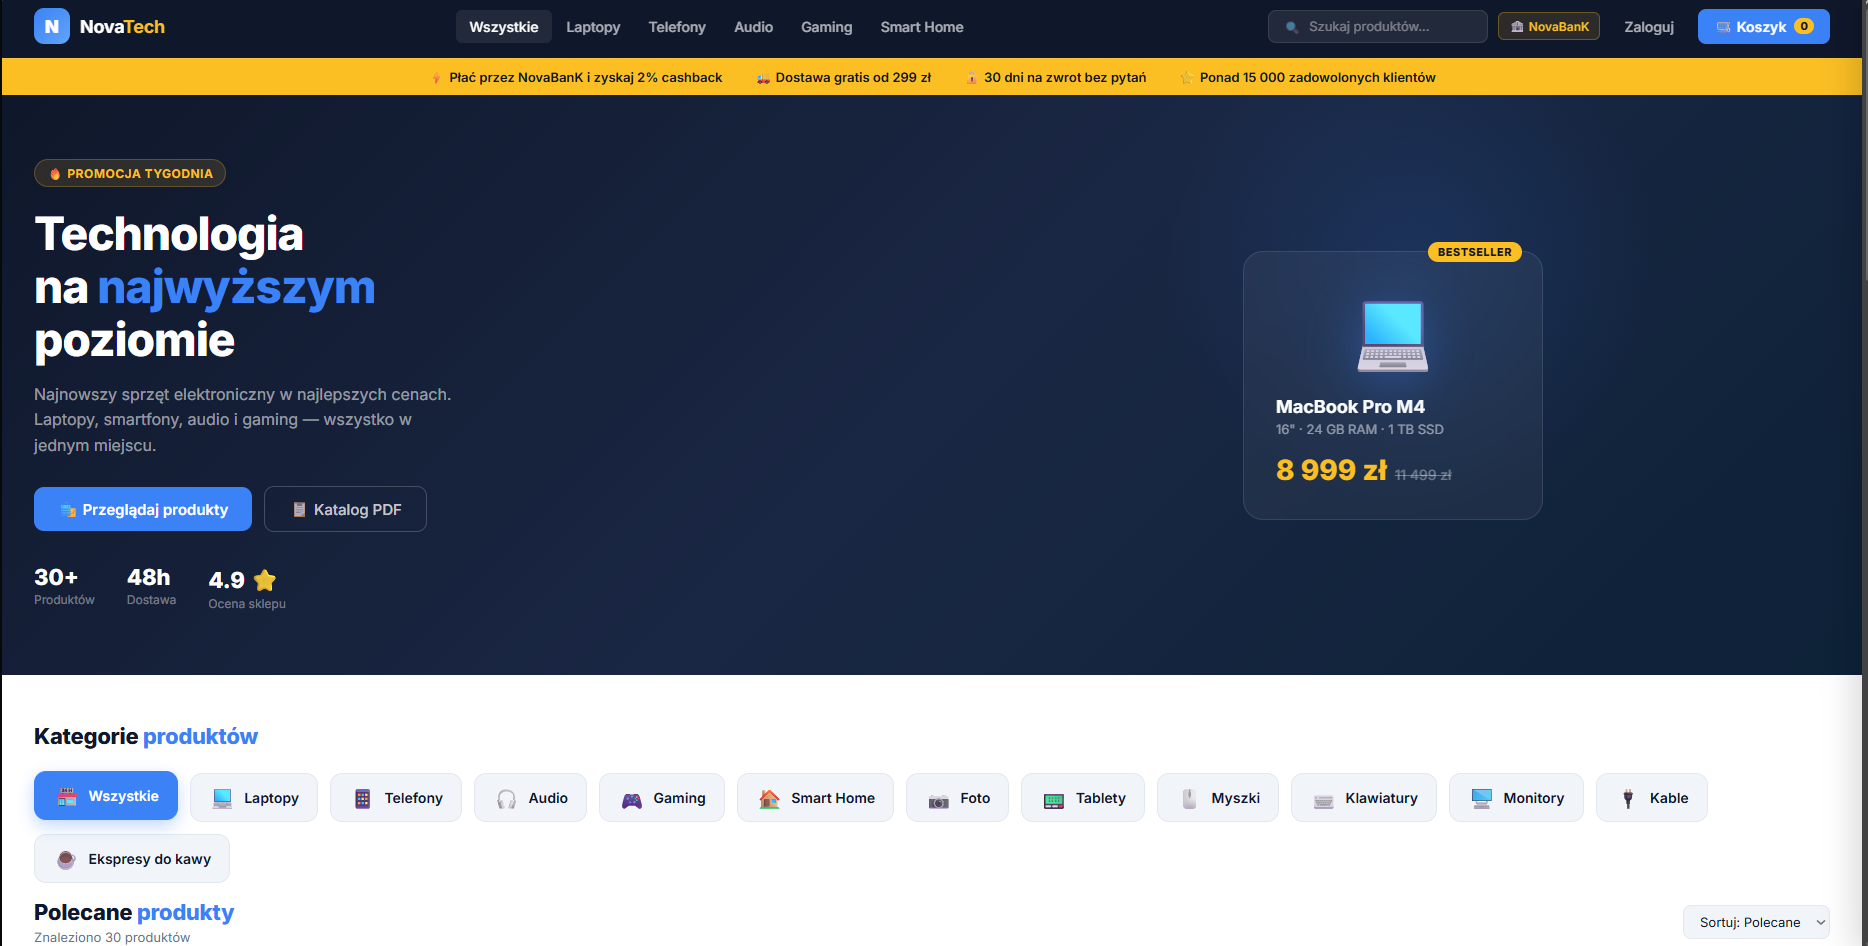 N NovaTech
Wszystkie Laptopy Telefony Audio Gaming Smart Home
Szukaj produktów...
NovaBanK
Zaloguj
Koszyk 0
Płać przez NovaBanK i zyskaj 2% cashback
Dostawa gratis od 299 zł
30 dni na zwrot bez pytań
Ponad 15 000 zadowolonych klientów
PROMOCJA TYGODNIA
Technologia
na najwyższym
poziomie
Najnowszy sprzęt elektroniczny w najlepszych cenach.
Laptopy, smartfony, audio i gaming — wszystko w
jednym miejscu.
Przeglądaj produkty
Katalog PDF
30+
Produktów
48h
Dostawa
4.9
Ocena sklepu
BESTSELLER
MacBook Pro M4
16" · 24 GB RAM · 1 TB SSD
8 999 zł 11 499 zł
Kategorie produktów
Wszystkie
Laptopy
Telefony
Audio
Gaming
Smart Home
Foto
Tablety
Myszki
Klawiatury
Monitory
Kable
Ekspresy do kawy
Polecane produkty
Znaleziono 30 produktów
Sortuj: Polecane